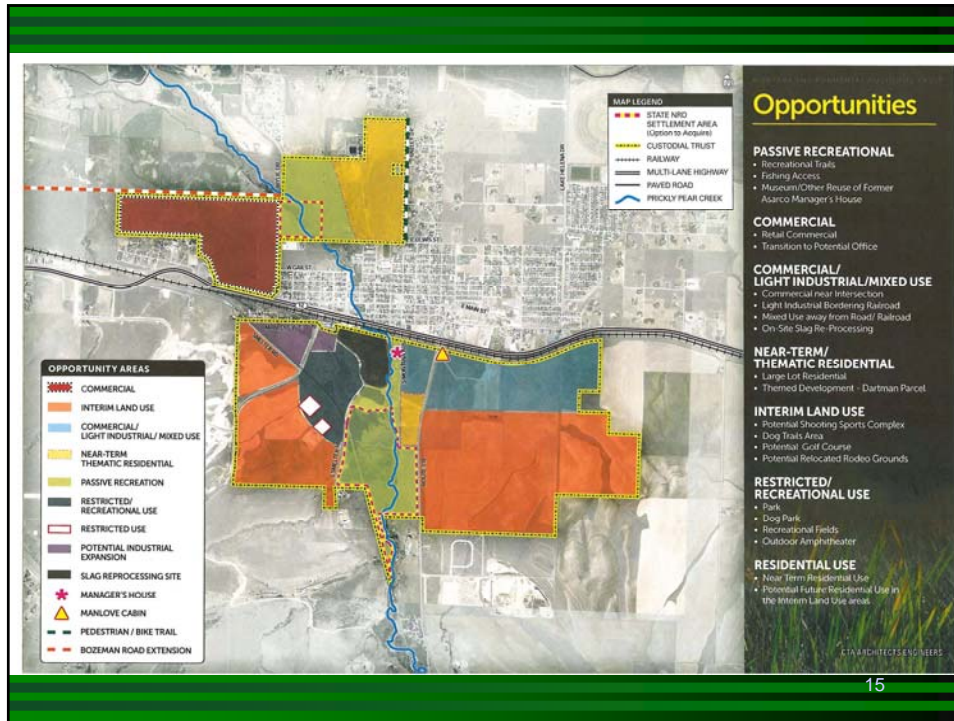 MAP LEGEND
STATE NRD
SETTLEMENT AREA
(Option to Acquire)
CUSTODIAL TRUST
RAILWAY
MULTI-LANE HIGHWAY
PAVED ROAD
PRICKLY PEAR CREEK
LAKE HELENA DR
E MAIN ST
OPPORTUNITY AREAS
COMMERCIAL
INTERIM LAND USE
COMMERCIAL/
LIGHT INDUSTRIAL/ MIXED USE
NEAR-TERM
THEMATIC RESIDENTIAL
PASSIVE RECREATION
RESTRICTED/
RECREATIONAL USE
RESTRICTED USE
POTENTIAL INDUSTRIAL
EXPANSION
SLAG REPROCESSING SITE
MANAGER'S HOUSE
MANLOVE CABIN
PEDESTRIAN / BIKE TRAIL
BOZEMAN ROAD EXTENSION
Opportunities
PASSIVE RECREATIONAL
• Recreational Trails
• Fishing Access
• Museum/Other Reuse of Former
Asarco Manager's House
COMMERCIAL
• Retail Commercial
• Transition to Potential Office
COMMERCIAL/
LIGHT INDUSTRIAL/MIXED USE
• Commercial near Intersection
• Light Industrial Bordering Railroad
• Mixed Use away from Road/ Railroad
• On-Site Slag Re-Processing
NEAR-TERM/
THEMATIC RESIDENTIAL
• Large Lot Residential
• Themed Development - Dartman Parcel
INTERIM LAND USE
• Potential Shooting Sports Complex
• Dog Trails Area
• Potential Golf Course
• Potential Relocated Rodeo Grounds
RESTRICTED/
RECREATIONAL USE
• Park
• Dog Park
• Recreational Fields
• Outdoor Amphitheater
RESIDENTIAL USE
• Near Term Residential Use
• Potential Future Residential Use in
the Interim Land Use areas
CTA ARCHITECTS ENGINEERS
15